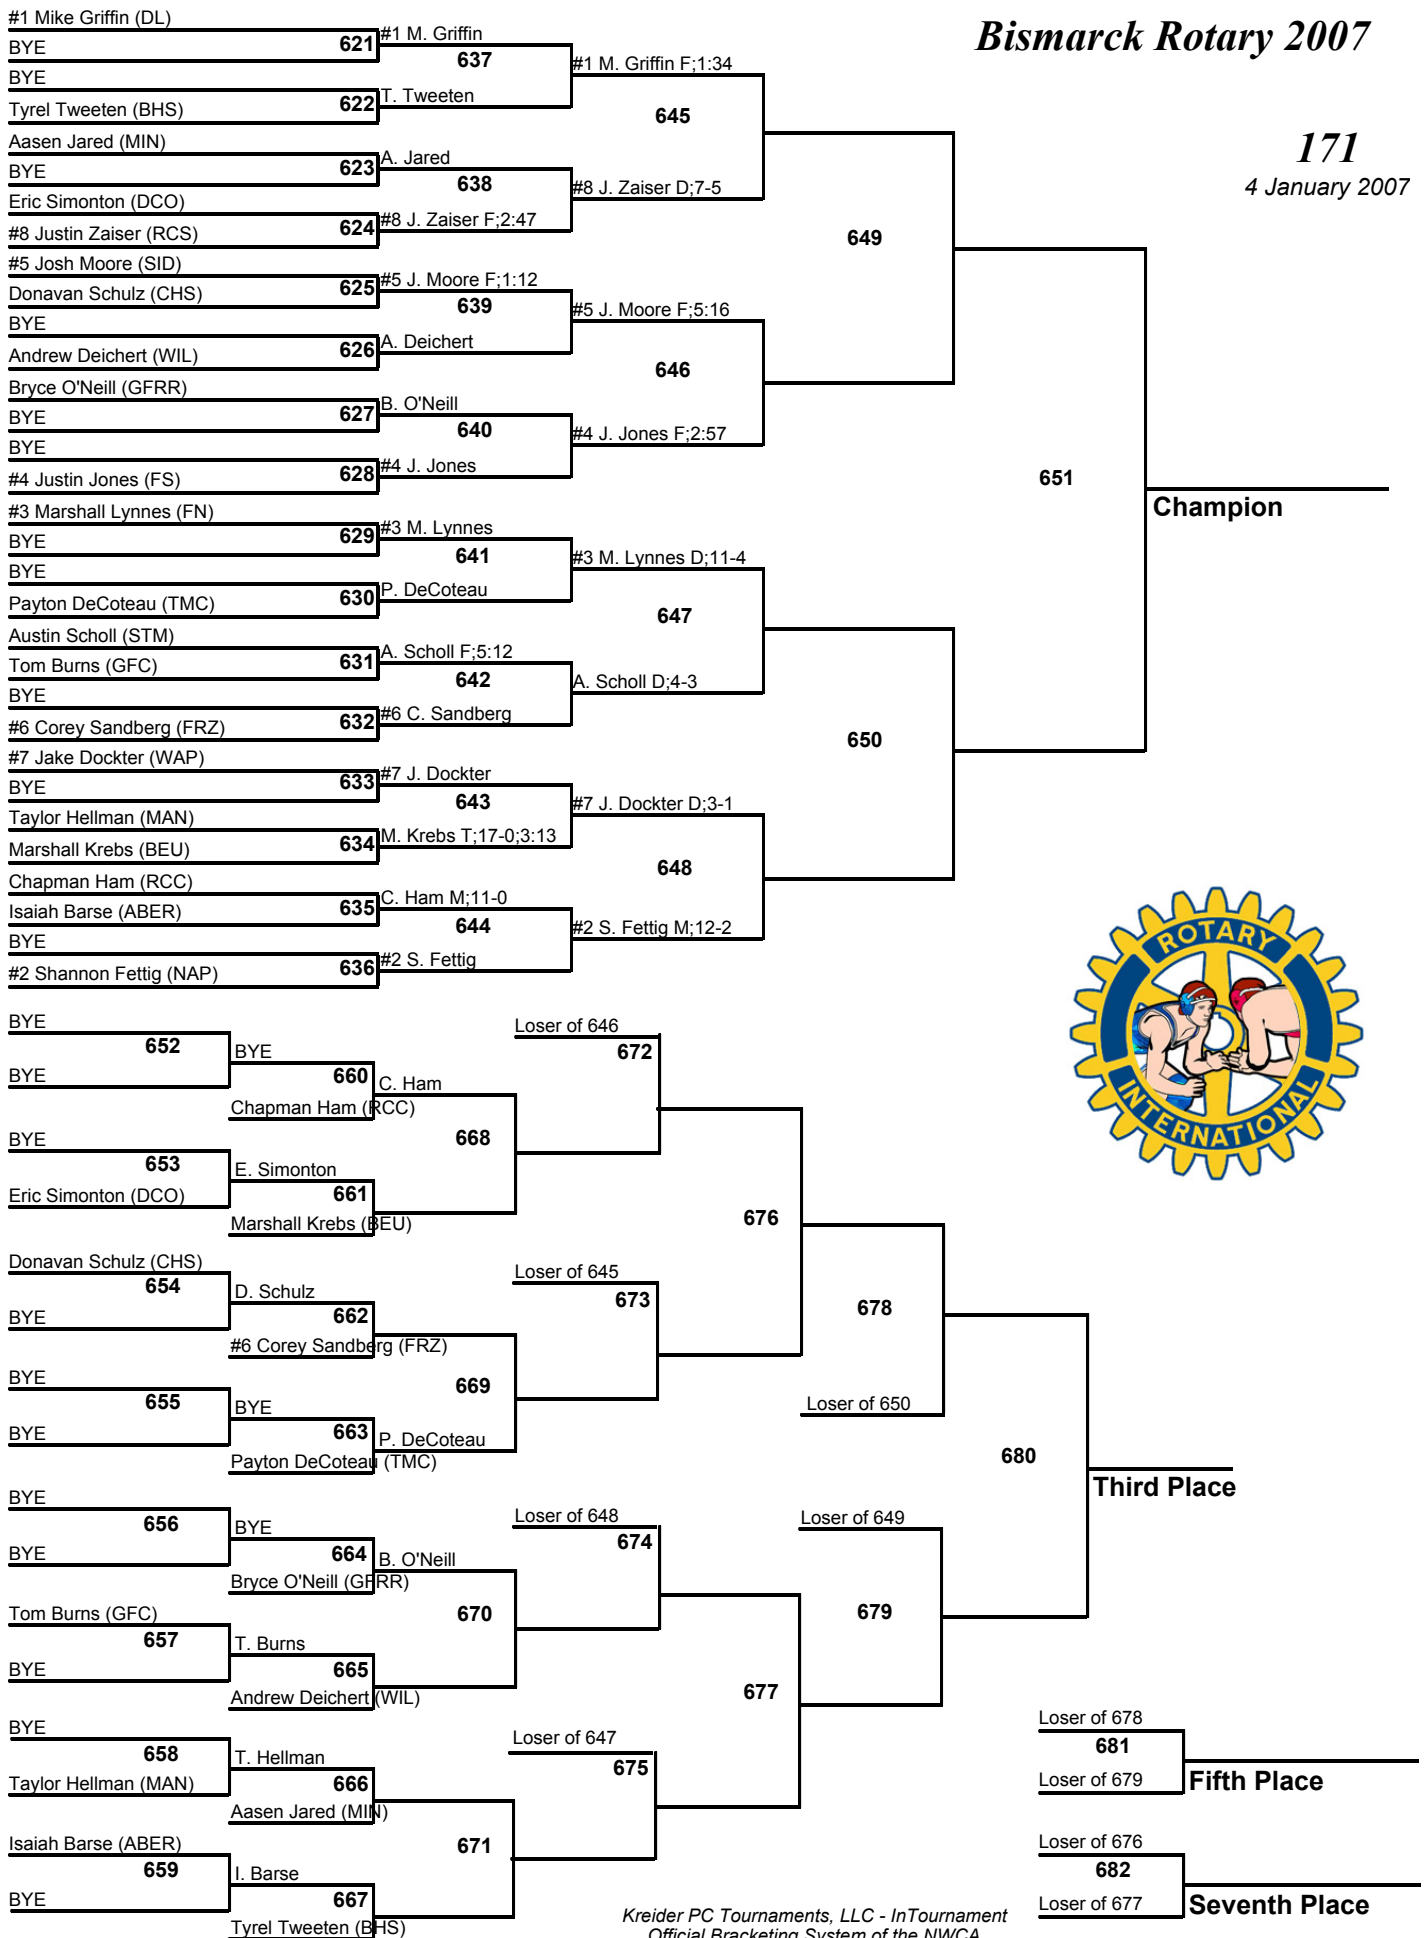 Bismarck Rotary 2007
171
4 January 2007
#1 Mike Griffin (DL)
BYE
621
BYE
Tyrel Tweeten (BHS)
622
Aasen Jared (MIN)
BYE
623
Eric Simonton (DCO)
#8 Justin Zaiser (RCS)
624
#5 Josh Moore (SID)
Donavan Schulz (CHS)
625
BYE
Andrew Deichert (WIL)
626
Bryce O'Neill (GFRR)
BYE
627
BYE
#4 Justin Jones (FS)
628
#3 Marshall Lynnes (FN)
BYE
629
BYE
Payton DeCoteau (TMC)
630
Austin Scholl (STM)
Tom Burns (GFC)
631
BYE
#6 Corey Sandberg (FRZ)
632
#7 Jake Dockter (WAP)
BYE
633
Taylor Hellman (MAN)
Marshall Krebs (BEU)
634
Chapman Ham (RCC)
Isaiah Barse (ABER)
635
BYE
#2 Shannon Fettig (NAP)
636
#1 M. Griffin
637
T. Tweeten
A. Jared
638
#8 J. Zaiser F;2:47
#5 J. Moore F;1:12
639
A. Deichert
B. O'Neill
640
#4 J. Jones
#3 M. Lynnes
641
P. DeCoteau
A. Scholl F;5:12
642
#6 C. Sandberg
#7 J. Dockter
643
M. Krebs T;17-0;3:13
C. Ham M;11-0
644
#2 S. Fettig
#1 M. Griffin F;1:34
645
#8 J. Zaiser D;7-5
#5 J. Moore F;5:16
646
#4 J. Jones F;2:57
#3 M. Lynnes D;11-4
647
A. Scholl D;4-3
#7 J. Dockter D;3-1
648
#2 S. Fettig M;12-2
649
650
651
Champion
ROTARY
INTERNATIONAL
BYE
652
BYE
BYE
653
Eric Simonton (DCO)
Donavan Schulz (CHS)
654
BYE
BYE
655
BYE
BYE
656
BYE
Tom Burns (GFC)
657
BYE
BYE
658
Taylor Hellman (MAN)
Isaiah Barse (ABER)
659
BYE
BYE
660
Chapman Ham (RCC)
E. Simonton
661
Marshall Krebs (BEU)
D. Schulz
662
#6 Corey Sandberg (FRZ)
BYE
663
Payton DeCoteau (TMC)
BYE
664
Bryce O'Neill (GFRR)
T. Burns
665
Andrew Deichert (WIL)
T. Hellman
666
Aasen Jared (MIN)
I. Barse
667
Tyrel Tweeten (BHS)
C. Ham
668
669
P. DeCoteau
B. O'Neill
670
671
Loser of 646
672
Loser of 645
673
Loser of 648
674
Loser of 647
675
676
677
678
Loser of 650
Loser of 649
679
680
Third Place
Loser of 678
681
Loser of 679
Fifth Place
Loser of 676
682
Loser of 677
Seventh Place
Kreider PC Tournaments, LLC - InTournament
Official Bracketing System of the NWCA